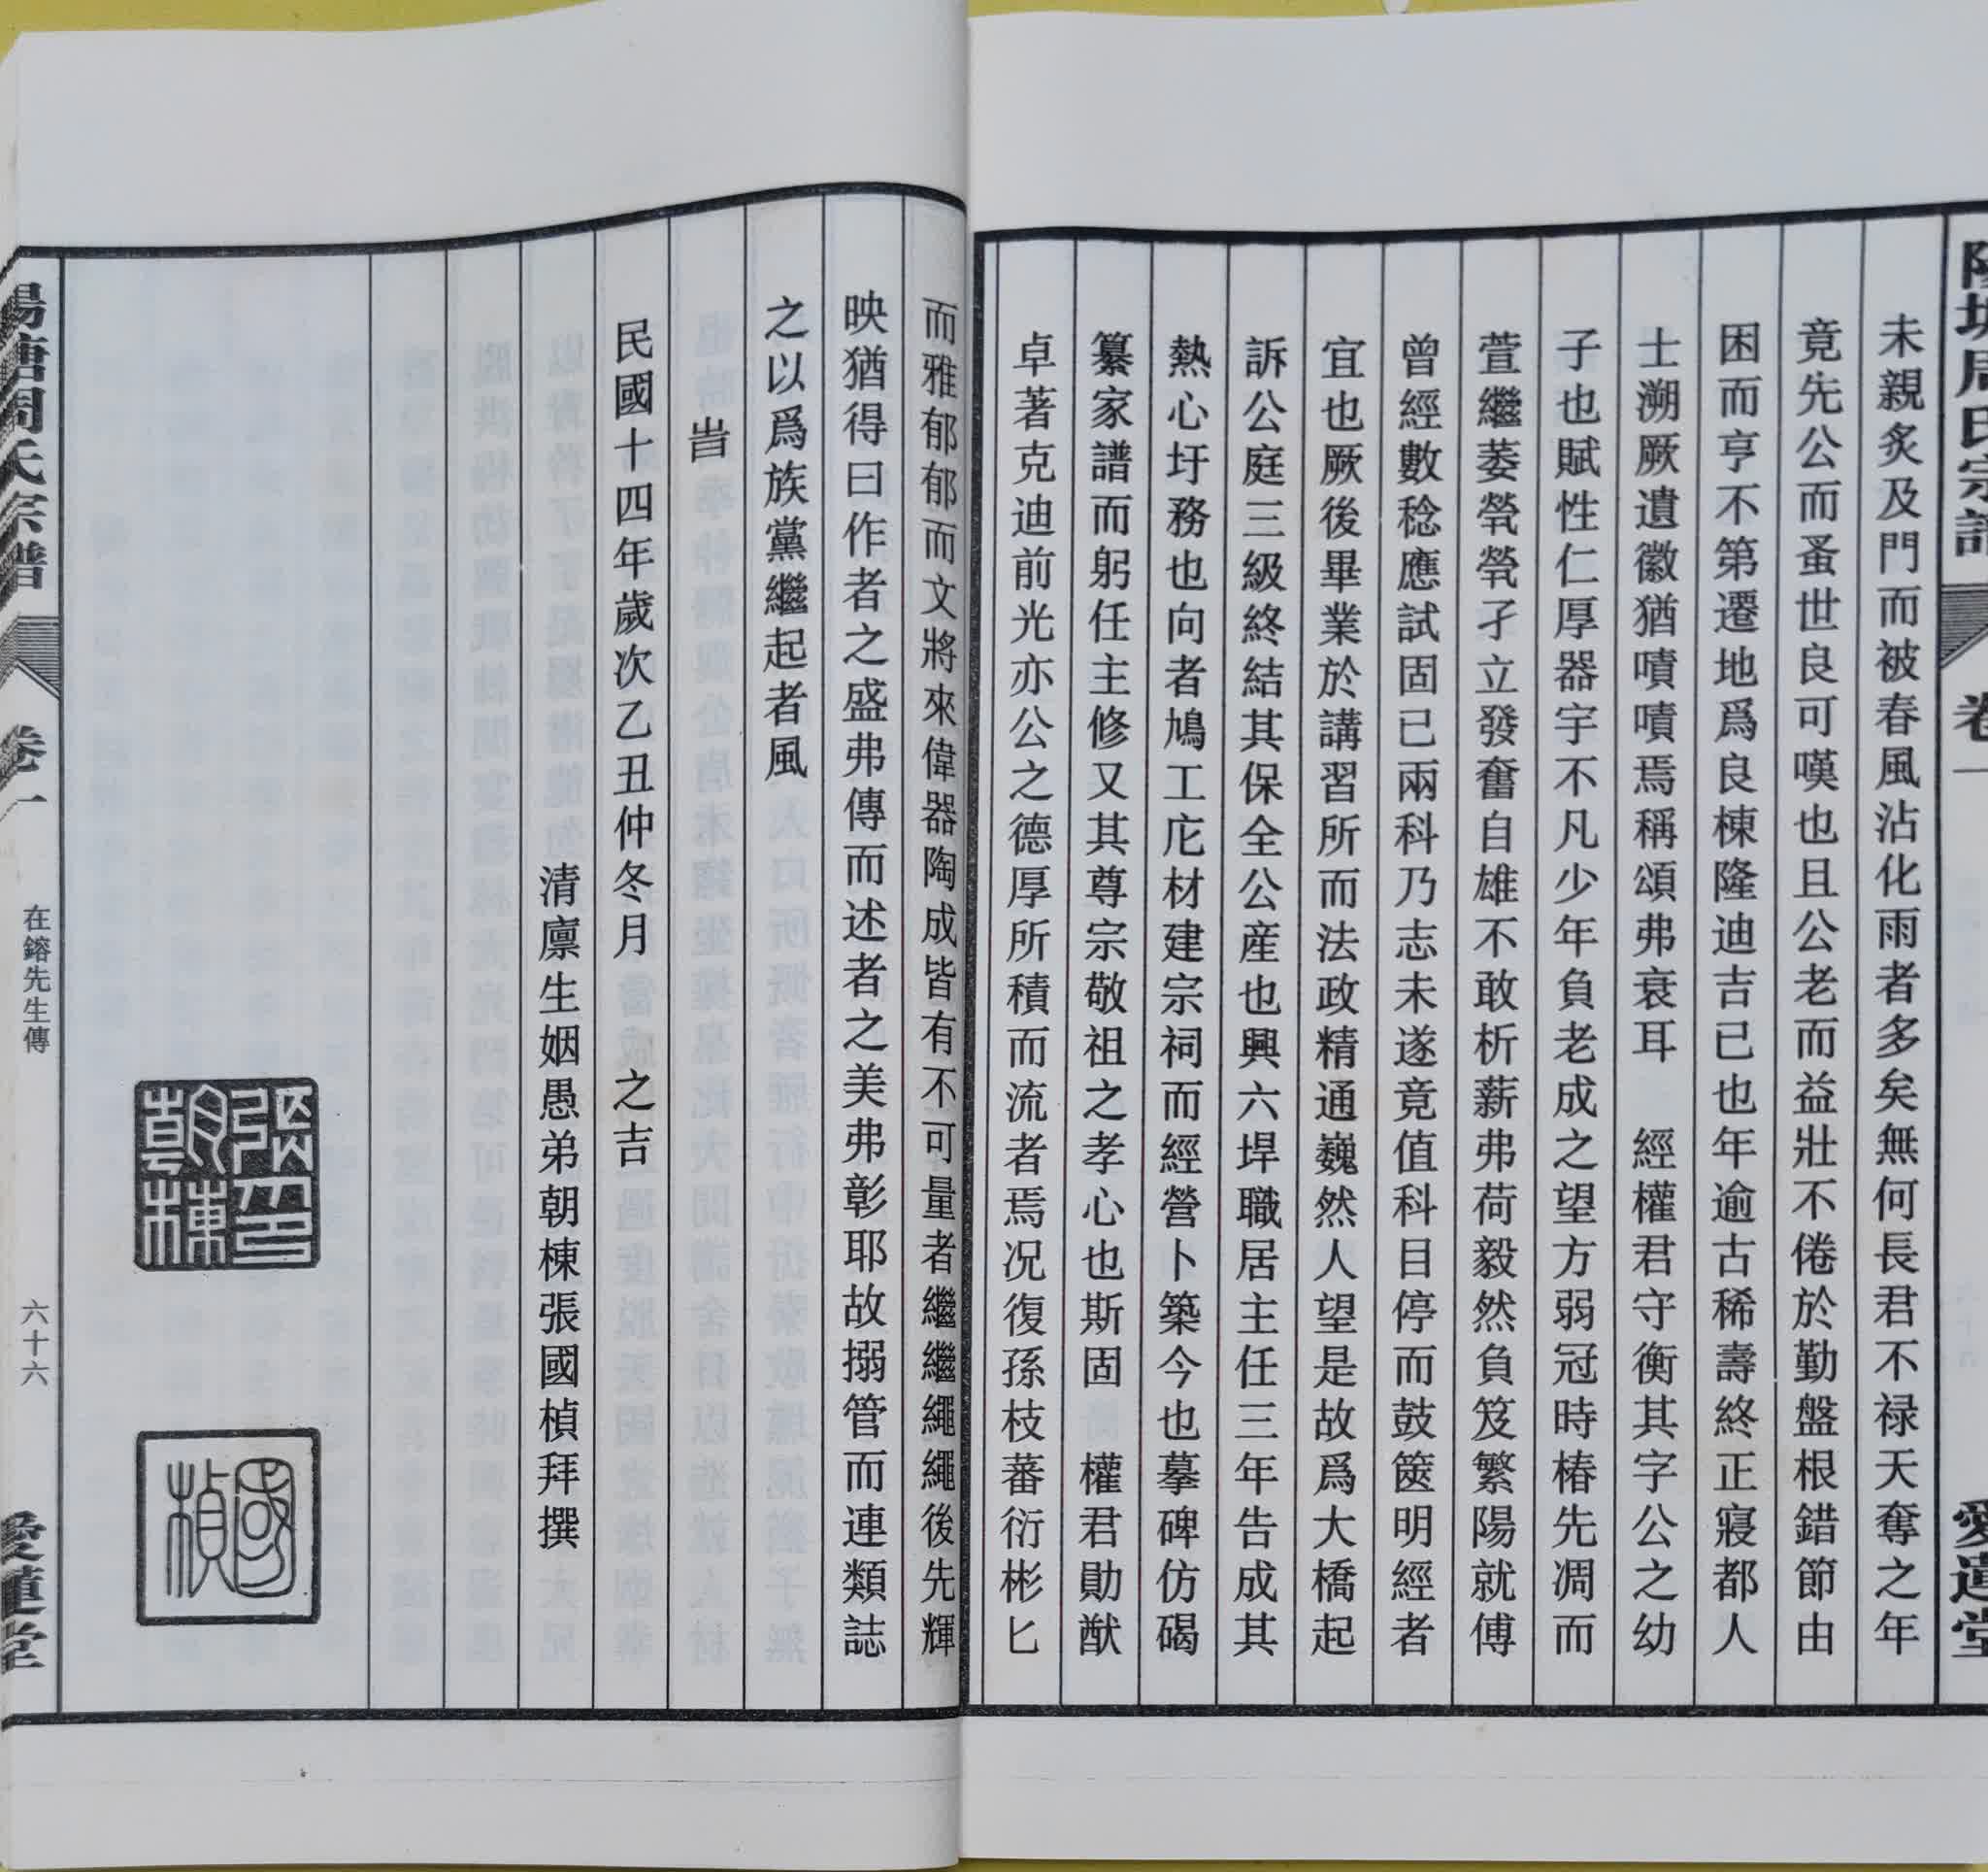 周氏宗譜
卷一
未親炙及門而被春風沾化雨者多矣無何長君不禄天奪之年
竟先公而蚤世良可嘆也且公老而益壯不倦於勤盤根錯節由
困而亨不第遷地爲良棟隆迪吉已也年逾古稀壽終正寢都人
士溯厥遺徽猶嘖嘖焉稱頌弗衰耳　經權君守衡其字公之幼
子也賦性仁厚器宇不凡少年負老成之望方弱冠時椿先凋而
萱繼萎煢煢孑立發奮自雄不敢析薪弗荷毅然負笈繁陽就傅
曾經數稔應試固已兩科乃志未遂竟值科目停而鼓篋明經者
宜也厥後畢業於講習所而法政精通巍然人望是故爲大橋起
訴公庭三級終結其保全公産也興六垾職居主任三年告成其
熱心圩務也向者鳩工庀材建宗祠而經營卜築今也摹碑仿碣
纂家譜而躬任主修又其尊宗敬祖之孝心也斯固　權君勛猷
卓著克迪前光亦公之德厚所積而流者焉况復孫枝蕃衍彬匕
而雅郁郁而文將來偉器陶成皆有不可量者繼繼繩繩後先輝
映猶得曰作者之盛弗傳而述者之美弗彰耶故搦管而連類誌
之以爲族黨繼起者風
旹
民國十四年歲次乙丑仲冬月　之吉
清廪生姻愚弟朝棟張國楨拜撰
張印朝棟
國楨
陽塘周氏宗譜
卷一
在鎔先生傳
六十六
愛蓮堂